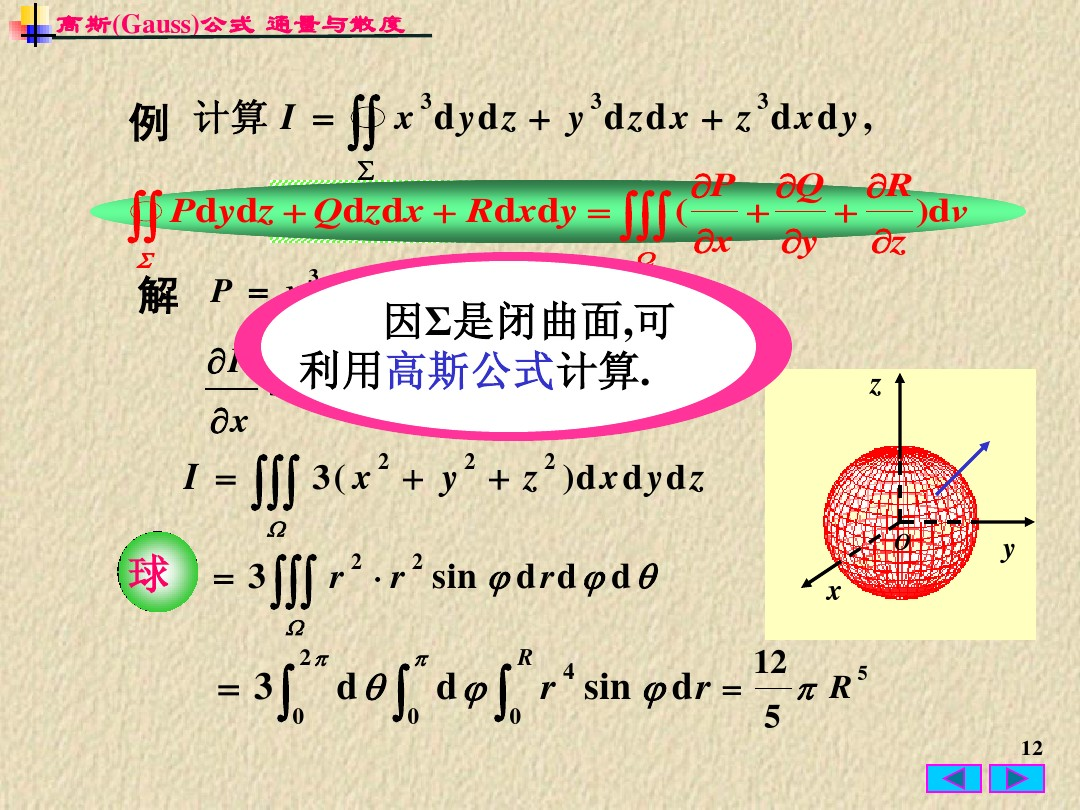 高斯(Gauss)公式 通量与散度
例 计算 I = ∯_Σ x³dydz + y³dzdx + z³dxdy,
∯_Σ Pdydz + Qdzdx + Rdxdy = ∭_Ω (∂P/∂x + ∂Q/∂y + ∂R/∂z)dv
解 P =
因Σ是闭曲面,可
利用高斯公式计算.
∂x
I = ∭_Ω 3(x² + y² + z²)dxdydz
球 = 3∭_Ω r² · r² sin φ dr dφ dθ
= 3∫₀^{2π} dθ ∫₀^{π} dφ ∫₀^{R} r⁴ sin φ dr = 12/5 π R⁵
z
O
y
x
12